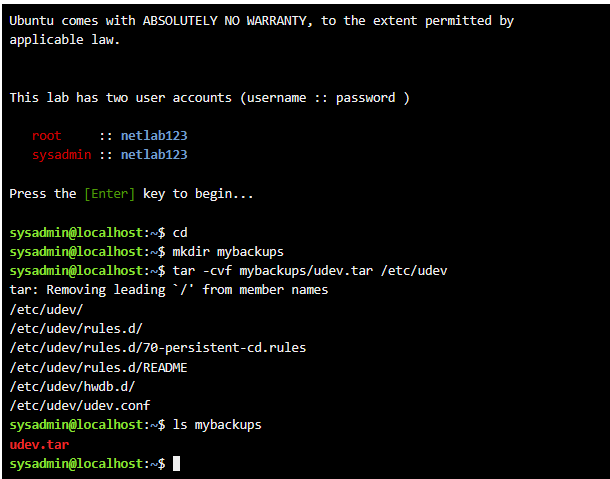 Ubuntu comes with ABSOLUTELY NO WARRANTY, to the extent permitted by
applicable law.
This lab has two user accounts (username :: password )
root     :: netlab123
sysadmin :: netlab123
Press the [Enter] key to begin...
sysadmin@localhost:~$ cd
sysadmin@localhost:~$ mkdir mybackups
sysadmin@localhost:~$ tar -cvf mybackups/udev.tar /etc/udev
tar: Removing leading `/' from member names
/etc/udev/
/etc/udev/rules.d/
/etc/udev/rules.d/70-persistent-cd.rules
/etc/udev/rules.d/README
/etc/udev/hwdb.d/
/etc/udev/udev.conf
sysadmin@localhost:~$ ls mybackups
udev.tar
sysadmin@localhost:~$